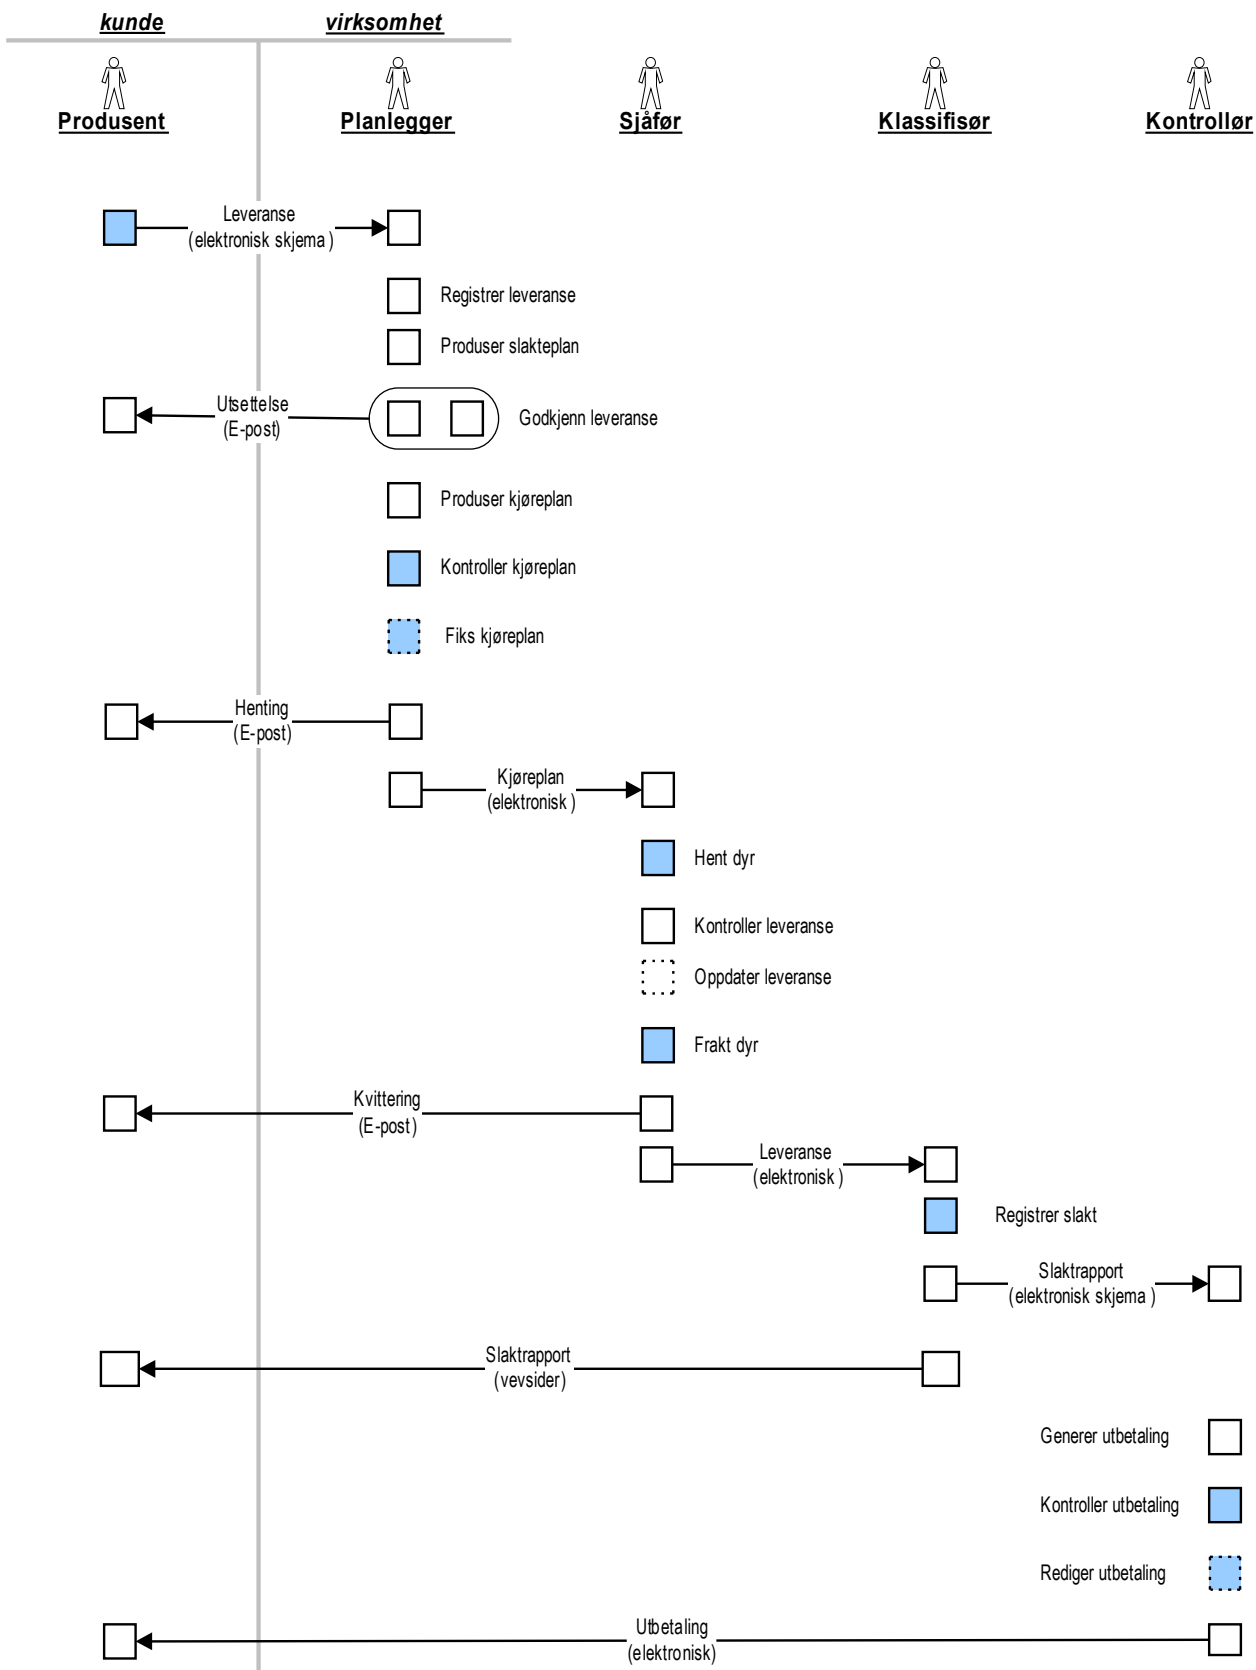 kunde
virksomhet
Produsent
Planlegger
Sjåfør
Klassifisør
Kontrollør
Leveranse
(elektronisk skjema)
Registrer leveranse
Produser slakteplan
Utsettelse
(E-post)
Godkjenn leveranse
Produser kjøreplan
Kontroller kjøreplan
Fiks kjøreplan
Henting
(E-post)
Kjøreplan
(elektronisk)
Hent dyr
Kontroller leveranse
Oppdater leveranse
Frakt dyr
Kvittering
(E-post)
Leveranse
(elektronisk)
Registrer slakt
Slaktrapport
(elektronisk skjema)
Slaktrapport
(vevsider)
Generer utbetaling
Kontroller utbetaling
Rediger utbetaling
Utbetaling
(elektronisk)